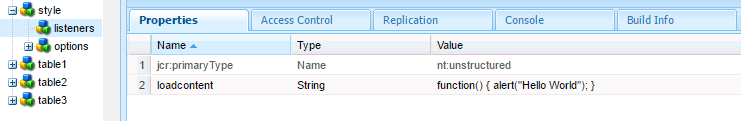 style
listeners
options
table1
table2
table3
Properties Access Control Replication Console Build Info
Name Type Value
1 jcr:primaryType Name nt:unstructured
2 loadcontent String function() { alert("Hello World"); }